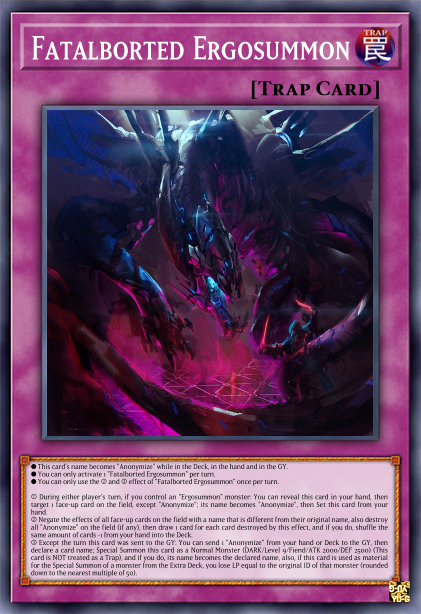 FATALBORTED ERGOSUMMON
TRAP
罠
[TRAP CARD]
● This card's name becomes "Anonymize" while in the Deck, in the hand and in the GY.
● You can only activate 1 "Fatalborted Ergosummon" per turn.
● You can only use the ② and ③ effect of "Fatalborted Ergosummon" once per turn.
① During either player's turn, if you control an "Ergosummon" monster: You can reveal this card in your hand, then
target 1 face-up card on the field, except "Anonymize"; its name becomes "Anonymize", then Set this card from your
hand.
② Negate the effects of all face-up cards on the field with a name that is different from their original name, also destroy
all "Anonymize" on the field (if any), then draw 1 card for each card destroyed by this effect, and if you do, shuffle the
same amount of cards -1 from your hand into the Deck.
③ Except the turn this card was sent to the GY: You can send 1 "Anonymize" from your hand or Deck to the GY, then
declare a card name; Special Summon this card as a Normal Monster (DARK/Level 9/Fiend/ATK 2000/DEF 2500) (This
card is NOT treated as a Trap), and if you do, its name becomes the declared name, also, if this card is used as material
for the Special Summon of a monster from the Extra Deck, you lose LP equal to the original ID of that monster (rounded
down to the nearest multiple of 50).